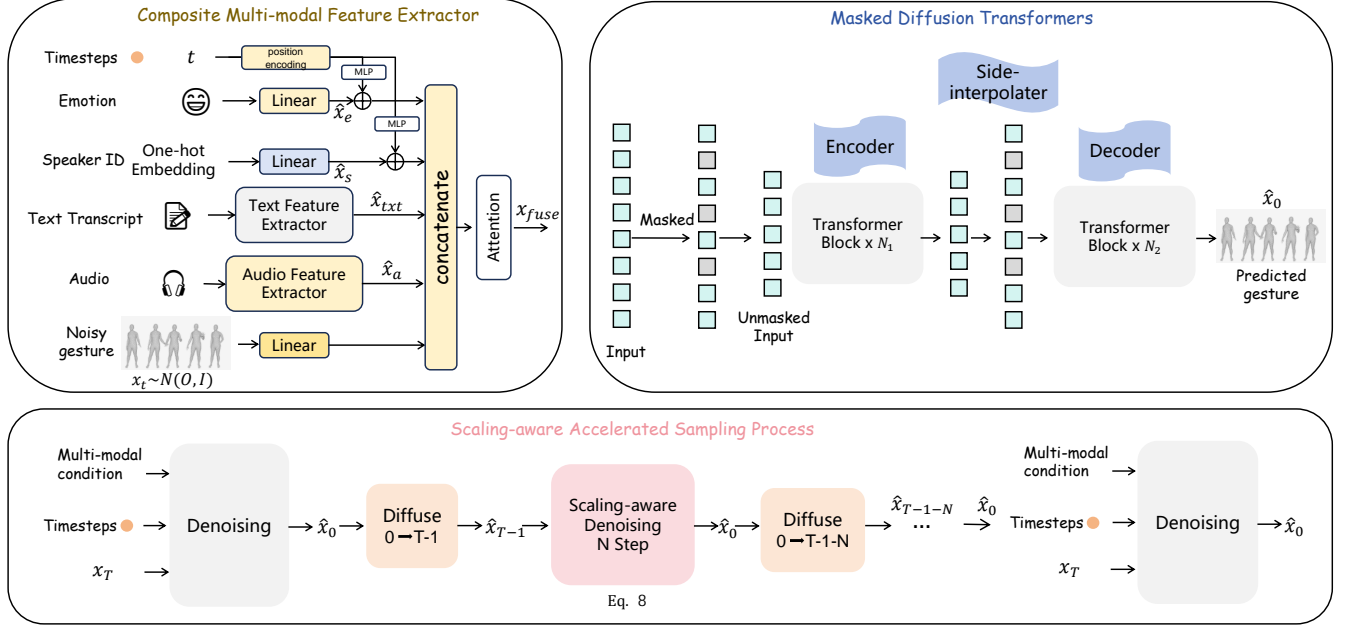 Composite Multi-modal Feature Extractor
Timesteps
t
position
encoding
MLP
Emotion
Linear
x̂_e
MLP
Speaker ID
One-hot
Embedding
Linear
x̂_s
Text Transcript
Text Feature
Extractor
x̂_txt
Audio
Audio Feature
Extractor
x̂_a
Noisy
gesture
Linear
x_t~N(O,I)
concatenate
Attention
x_fuse
Masked Diffusion Transformers
Input
Masked
Unmasked
Input
Encoder
Transformer
Block x N_1
Side-
interpolater
Decoder
Transformer
Block x N_2
x̂_0
Predicted
gesture
Scaling-aware Accelerated Sampling Process
Multi-modal
condition
Timesteps
x_T
Denoising
x̂_0
Diffuse
0→T-1
x̂_{T-1}
Scaling-aware
Denoising
N Step
Eq. 8
x̂_0
Diffuse
0→T-1-N
x̂_{T-1-N}
...
x̂_0
Multi-modal
condition
Timesteps
x_T
Denoising
x̂_0